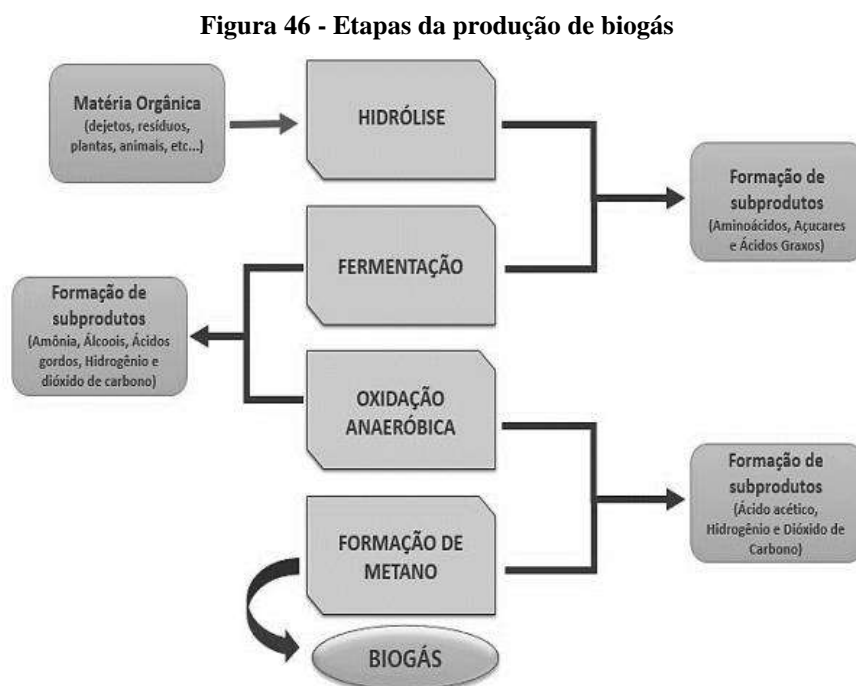 Figura 46 - Etapas da produção de biogás
Matéria Orgânica
(dejetos, resíduos,
plantas, animais, etc...)
HIDRÓLISE
Formação de
subprodutos
(Aminoácidos, Açucares
e Ácidos Graxos)
FERMENTAÇÃO
Formação de
subprodutos
(Amônia, Álcoois, Ácidos
gordos, Hidrogênio e
dióxido de carbono)
OXIDAÇÃO
ANAERÓBICA
Formação de
subprodutos
(Ácido acético,
Hidrogênio e Dióxido de
Carbono)
FORMAÇÃO DE
METANO
BIOGÁS